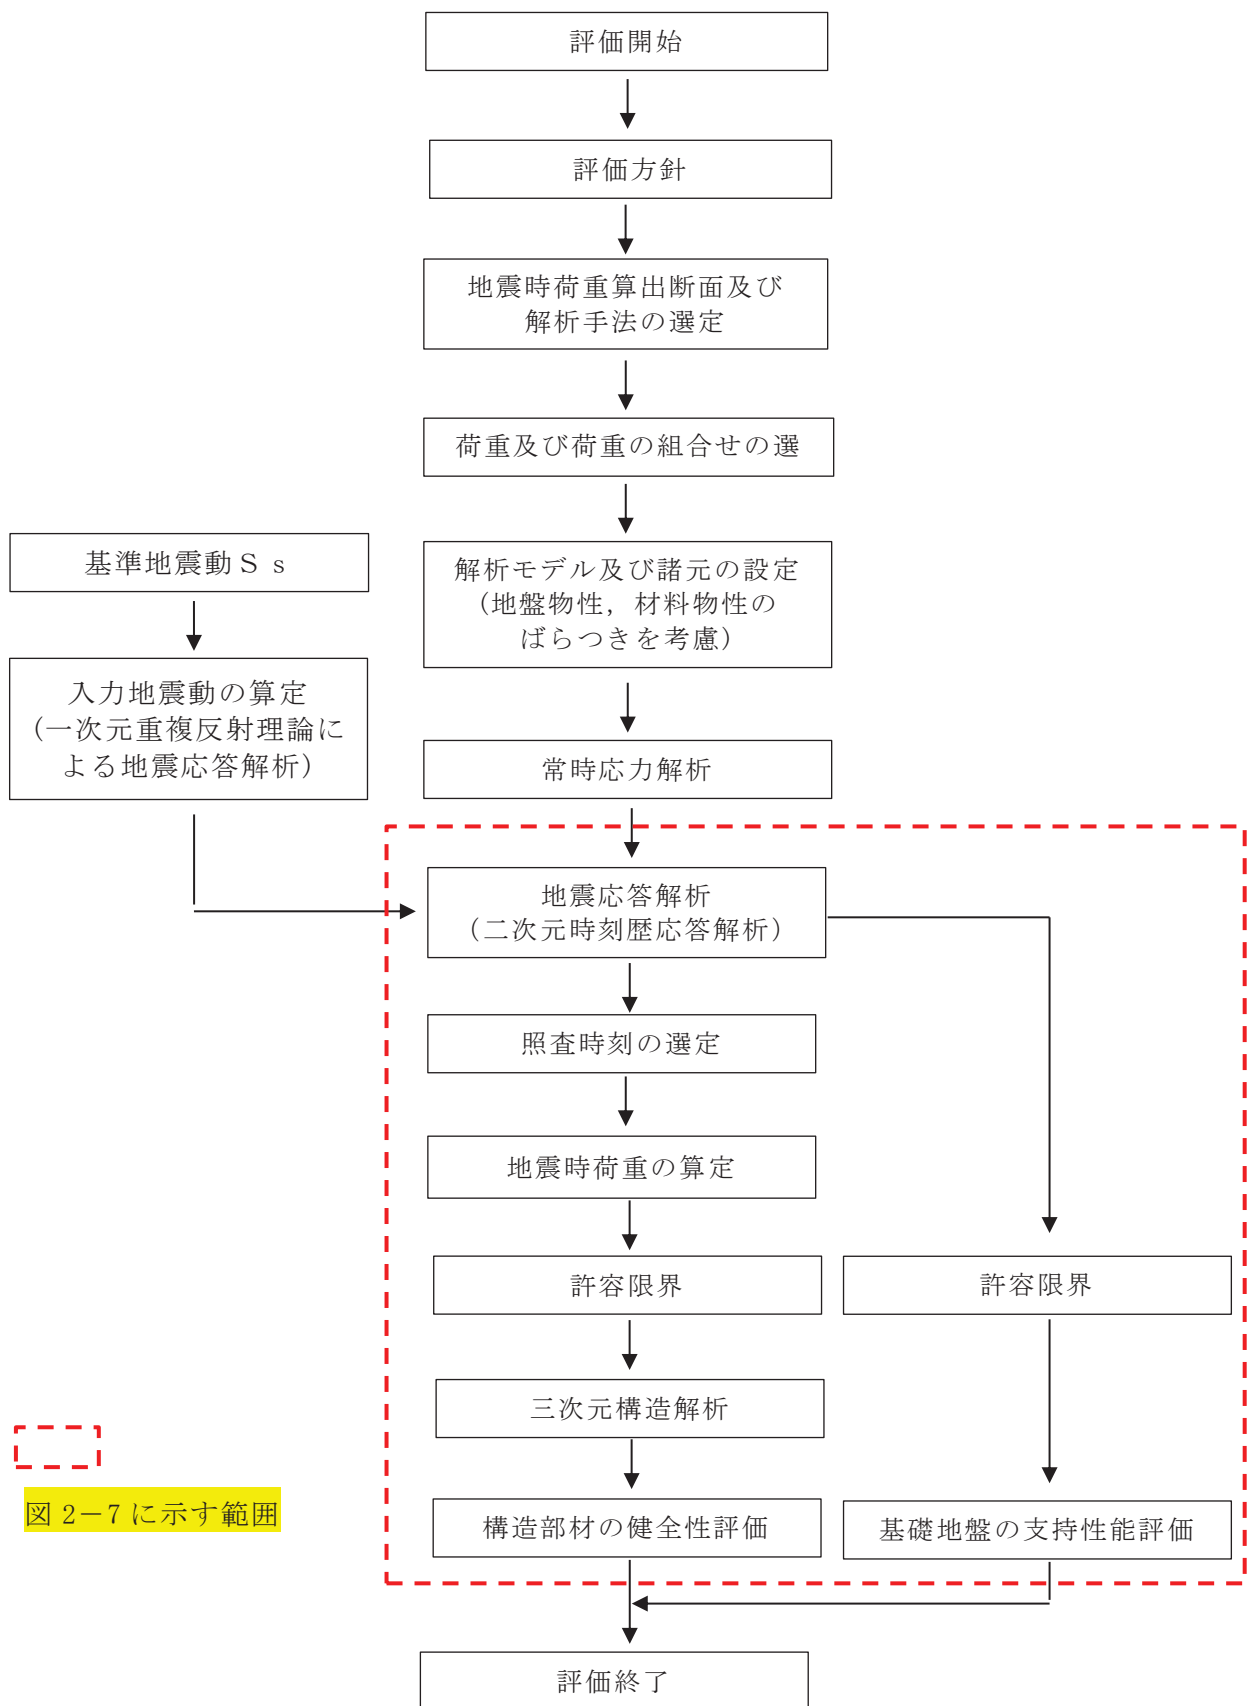 評価開始
評価方針
地震時荷重算出断面及び
解析手法の選定
荷重及び荷重の組合せの選
基準地震動Ｓｓ
解析モデル及び諸元の設定
（地盤物性，材料物性の
ばらつきを考慮）
入力地震動の算定
（一次元重複反射理論に
よる地震応答解析）
常時応力解析
地震応答解析
（二次元時刻歴応答解析）
照査時刻の選定
地震時荷重の算定
許容限界
許容限界
三次元構造解析
構造部材の健全性評価
基礎地盤の支持性能評価
図 2－7 に示す範囲
評価終了